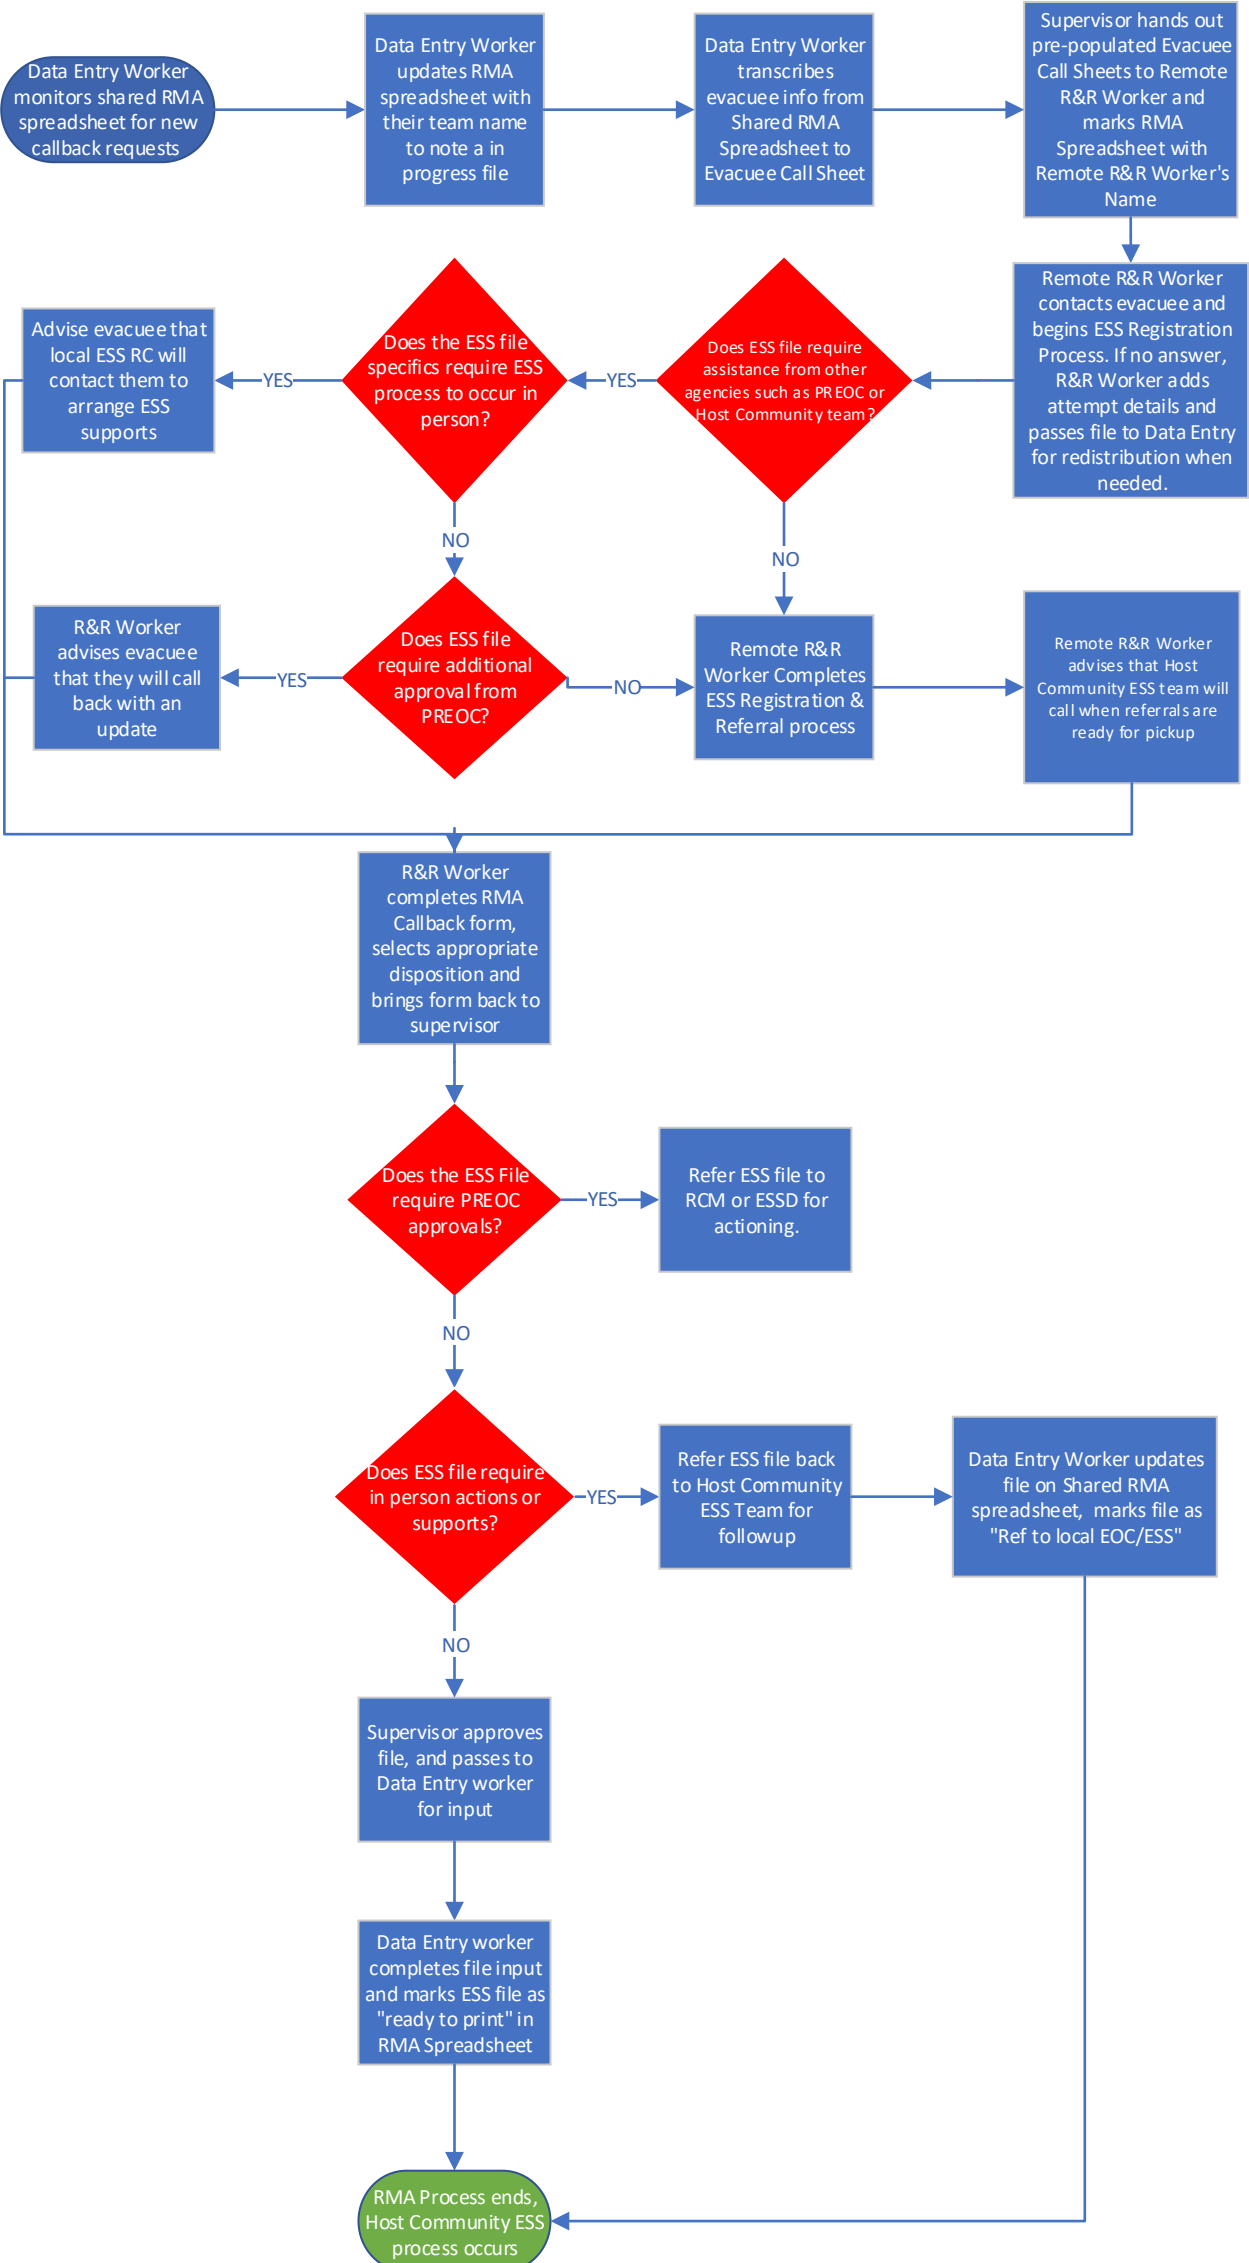 Data Entry Worker
monitors shared RMA
spreadsheet for new
callback requests
Data Entry Worker
updates RMA
spreadsheet with
their team name
to note a in
progress file
Data Entry Worker
transcribes
evacuee info from
Shared RMA
Spreadsheet to
Evacuee Call Sheet
Supervisor hands out
pre-populated Evacuee
Call Sheets to Remote
R&R Worker and
marks RMA
Spreadsheet with
Remote R&R Worker's
Name
Remote R&R Worker
contacts evacuee and
begins ESS Registration
Process. If no answer,
R&R Worker adds
attempt details and
passes file to Data Entry
for redistribution when
needed.
Does ESS file require
assistance from other
agencies such as PREOC or
Host Community team?
YES
Does the ESS file
specifics require ESS
process to occur in
person?
YES
Advise evacuee that
local ESS RC will
contact them to
arrange ESS
supports
NO
NO
R&R Worker
advises evacuee
that they will call
back with an
update
YES
Does ESS file
require additional
approval from
PREOC?
NO
Remote R&R
Worker Completes
ESS Registration &
Referral process
Remote R&R Worker
advises that Host
Community ESS team will
call when referrals are
ready for pickup
R&R Worker
completes RMA
Callback form,
selects appropriate
disposition and
brings form back to
supervisor
Does the ESS File
require PREOC
approvals?
YES
Refer ESS file to
RCM or ESSD for
actioning.
NO
Does ESS file require
in person actions or
supports?
YES
Refer ESS file back
to Host Community
ESS Team for
followup
Data Entry Worker updates
file on Shared RMA
spreadsheet, marks file as
"Ref to local EOC/ESS"
NO
Supervisor approves
file, and passes to
Data Entry worker
for input
Data Entry worker
completes file input
and marks ESS file as
"ready to print" in
RMA Spreadsheet
RMA Process ends,
Host Community ESS
process occurs